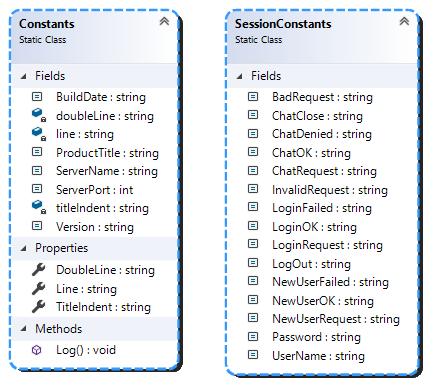 Constants
Static Class
Fields
BuildDate : string
doubleLine : string
line : string
ProductTitle : string
ServerName : string
ServerPort : int
titleIndent : string
Version : string
Properties
DoubleLine : string
Line : string
TitleIndent : string
Methods
Log() : void
SessionConstants
Static Class
Fields
BadRequest : string
ChatClose : string
ChatDenied : string
ChatOK : string
ChatRequest : string
InvalidRequest : string
LoginFailed : string
LoginOK : string
LoginRequest : string
LogOut : string
NewUserFailed : string
NewUserOK : string
NewUserRequest : string
Password : string
UserName : string